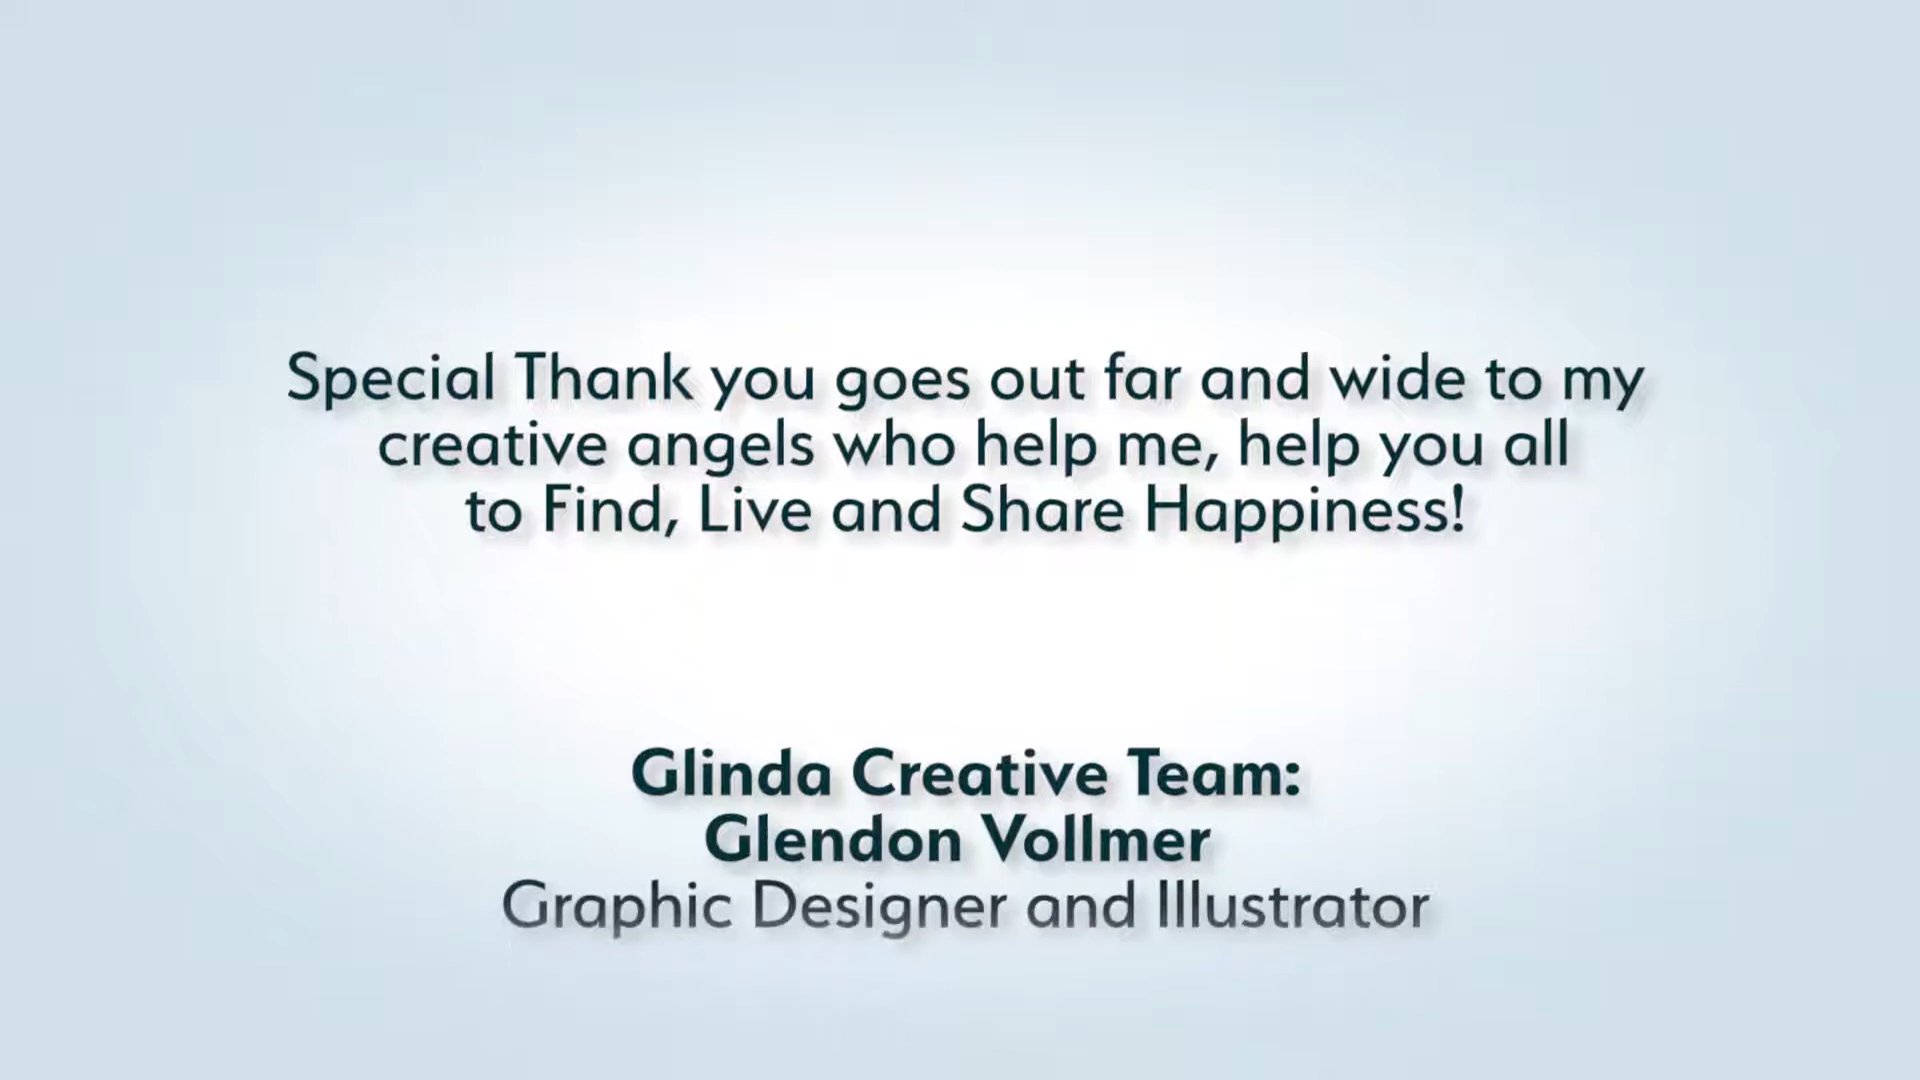 Special Thank you goes out far and wide to my
creative angels who help me, help you all
to Find, Live and Share Happiness!
Glinda Creative Team:
Glendon Vollmer
Graphic Designer and Illustrator